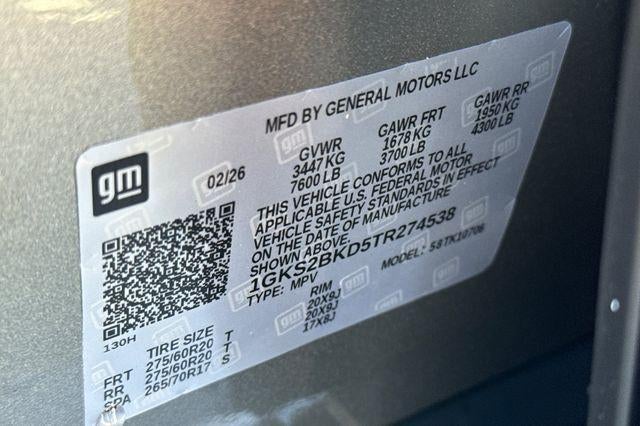 MFD BY GENERAL MOTORS LLC
gm
02/26
GVWR GAWR FRT GAWR RR
3447 KG 1678 KG 1950 KG
7600 LB 3700 LB 4300 LB
THIS VEHICLE CONFORMS TO ALL
APPLICABLE U.S. FEDERAL MOTOR
VEHICLE SAFETY STANDARDS IN EFFECT
ON THE DATE OF MANUFACTURE
SHOWN ABOVE.
1GKS2BKD5TR274538
TYPE: MPV MODEL: S8TK10706
130H
TIRE SIZE RIM
FRT 275/60R20 T 20X9J
RR 275/60R20 T 20X9J
SPA 265/70R17 S 17X8J